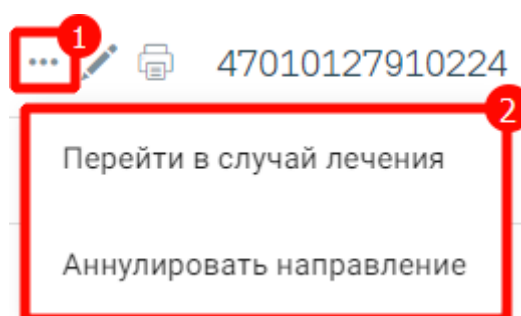 1
47010127910224
2
Перейти в случай лечения
Аннулировать направление